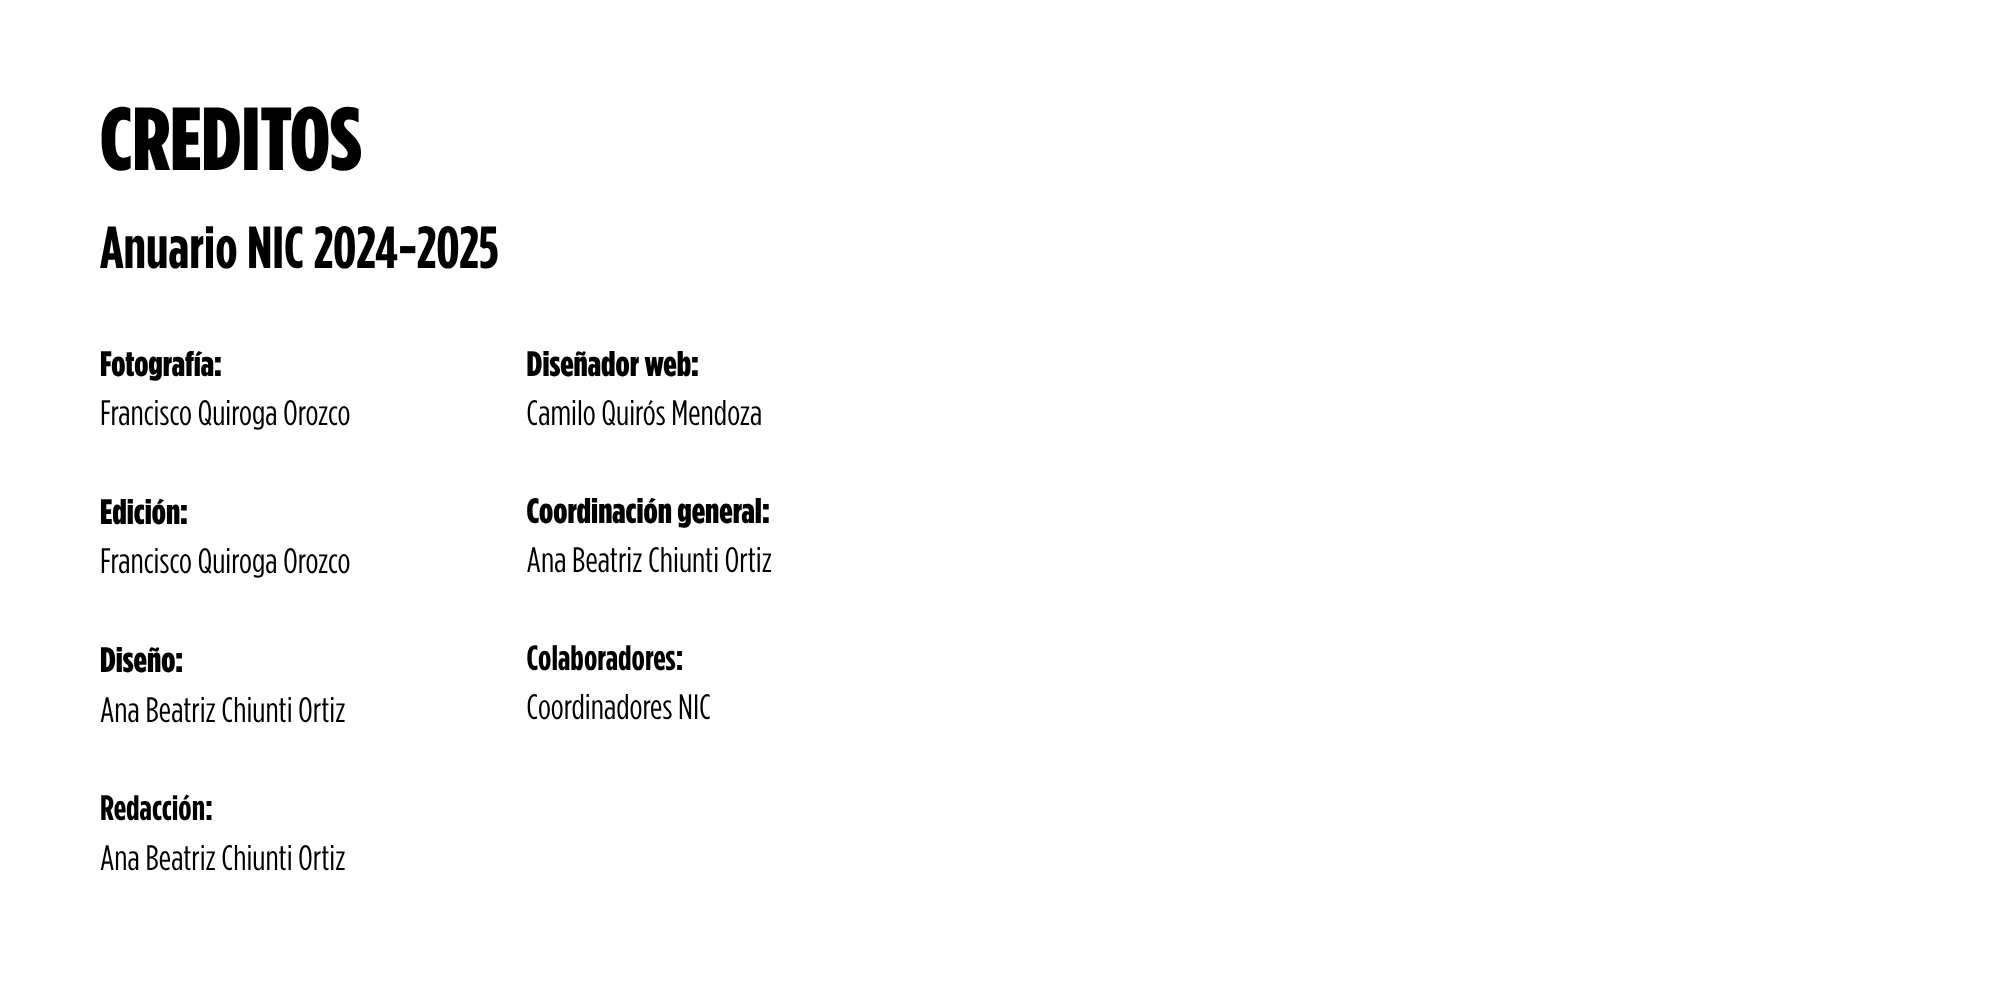 CREDITOS
Anuario NIC 2024-2025
Fotografía:
Francisco Quiroga Orozco
Edición:
Francisco Quiroga Orozco
Diseño:
Ana Beatriz Chiunti Ortiz
Redacción:
Ana Beatriz Chiunti Ortiz
Diseñador web:
Camilo Quirós Mendoza
Coordinación general:
Ana Beatriz Chiunti Ortiz
Colaboradores:
Coordinadores NIC